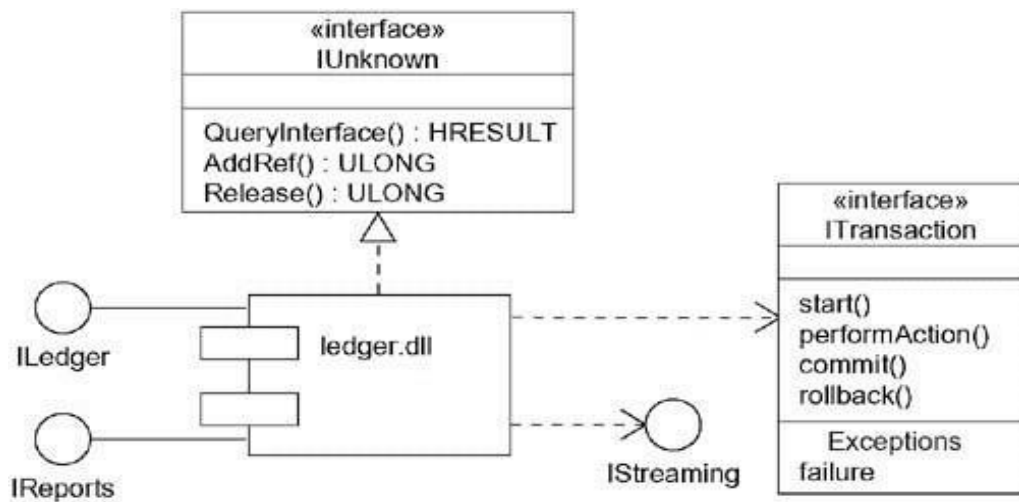 «interface»
IUnknown
QueryInterface() : HRESULT
AddRef() : ULONG
Release() : ULONG
«interface»
ITransaction
start()
performAction()
commit()
rollback()
Exceptions
failure
ledger.dll
ILedger
IReports
IStreaming